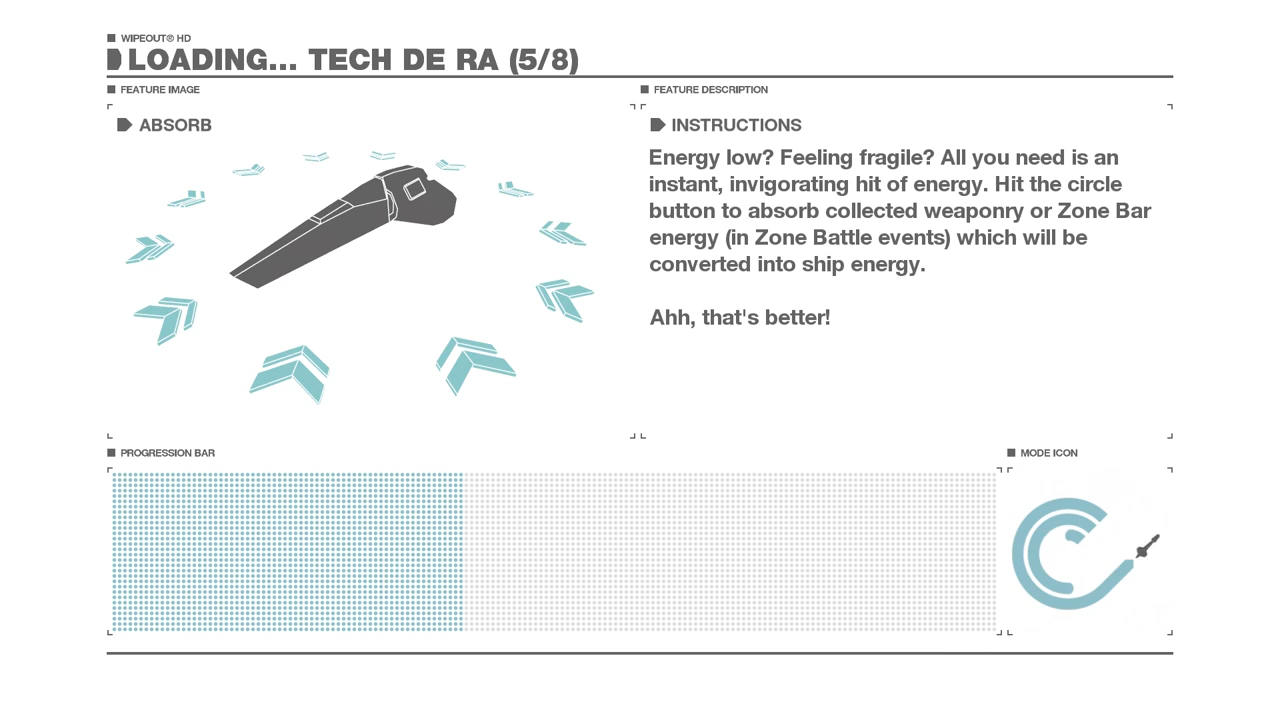 WIPEOUT® HD
LOADING... TECH DE RA (5/8)
FEATURE IMAGE
ABSORB
FEATURE DESCRIPTION
INSTRUCTIONS
Energy low? Feeling fragile? All you need is an
instant, invigorating hit of energy. Hit the circle
button to absorb collected weaponry or Zone Bar
energy (in Zone Battle events) which will be
converted into ship energy.
Ahh, that's better!
PROGRESSION BAR
MODE ICON